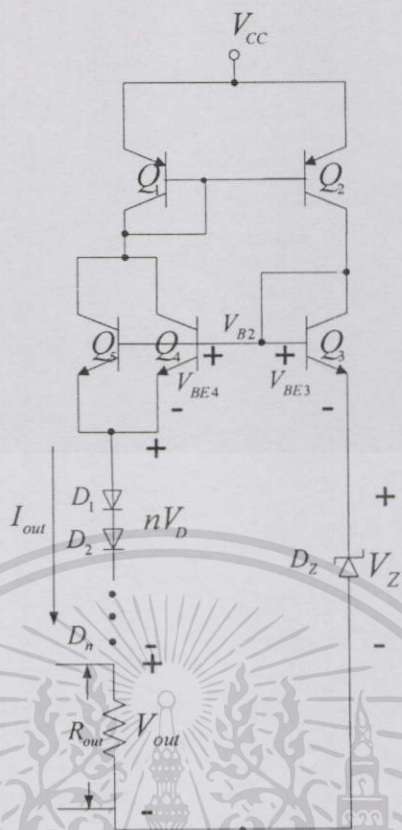 V_CC
Q_1 Q_2
Q_5 Q_4 V_B2 Q_3
+ +
V_BE4 V_BE3
- -
+
D_1
I_out nV_D +
D_2 D_Z V_Z
D_n - -
+
R_out V_out
-